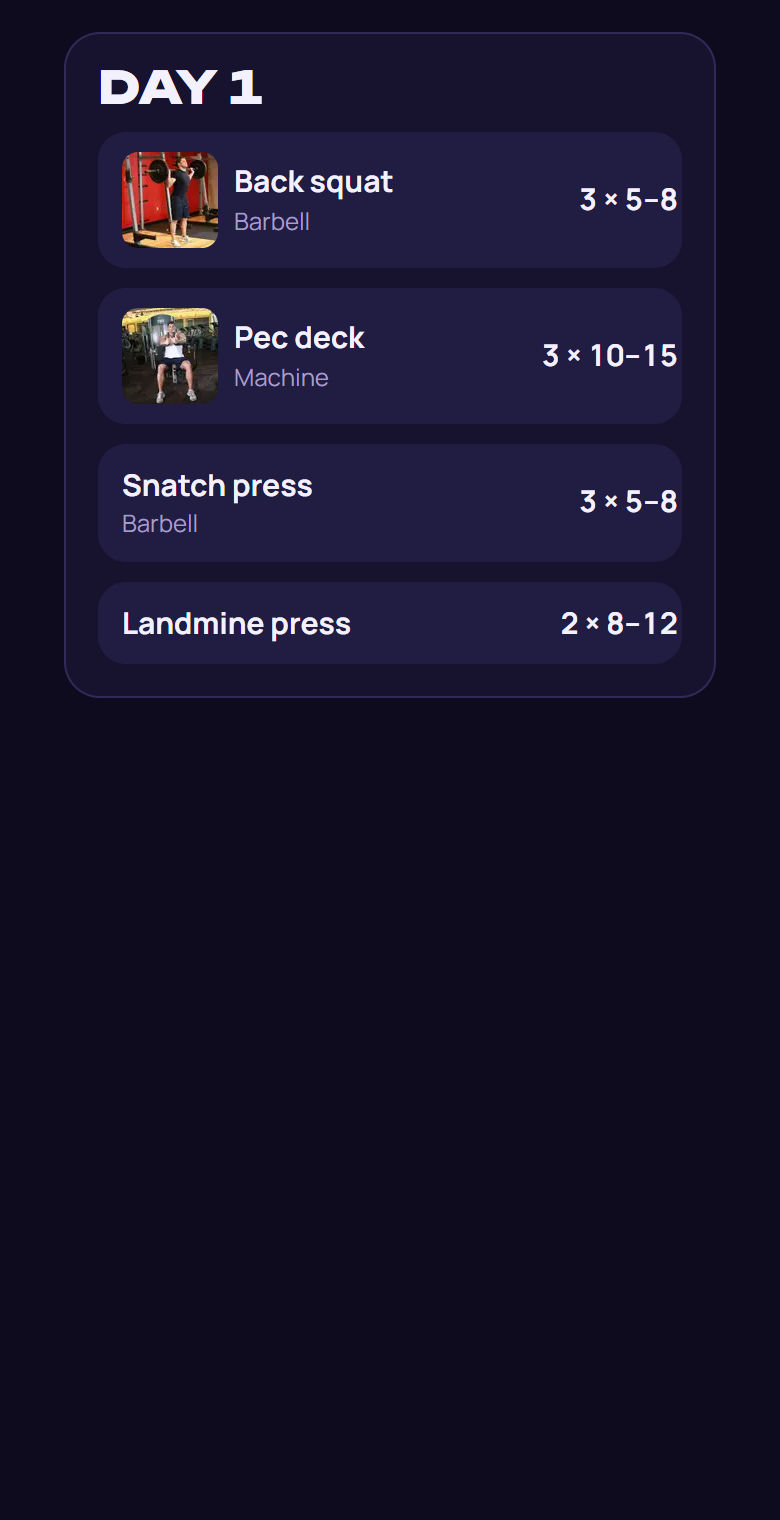 DAY 1
Back squat
Barbell
3 × 5–8
Pec deck
Machine
3 × 10–15
Snatch press
Barbell
3 × 5–8
Landmine press
2 × 8–12